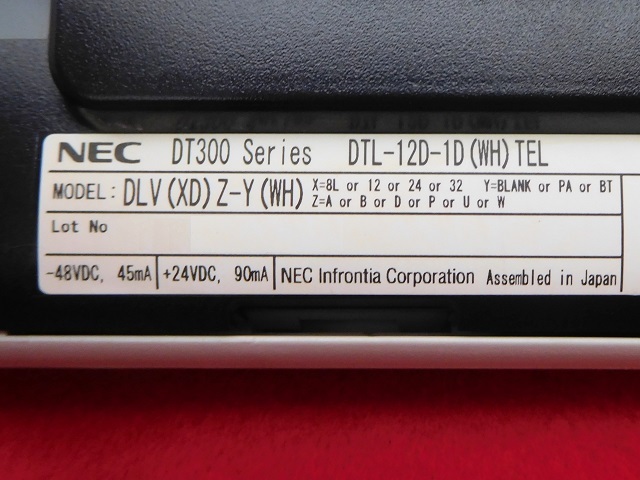 NEC DT300 Series DTL-12D-1D(WH)TEL
MODEL: DLV(XD)Z-Y(WH) X=8L or 12 or 24 or 32 Y=BLANK or PA or BT
Z=A or B or D or P or U or W
Lot No
-48VDC, 45mA +24VDC, 90mA NEC Infrontia Corporation Assembled in Japan